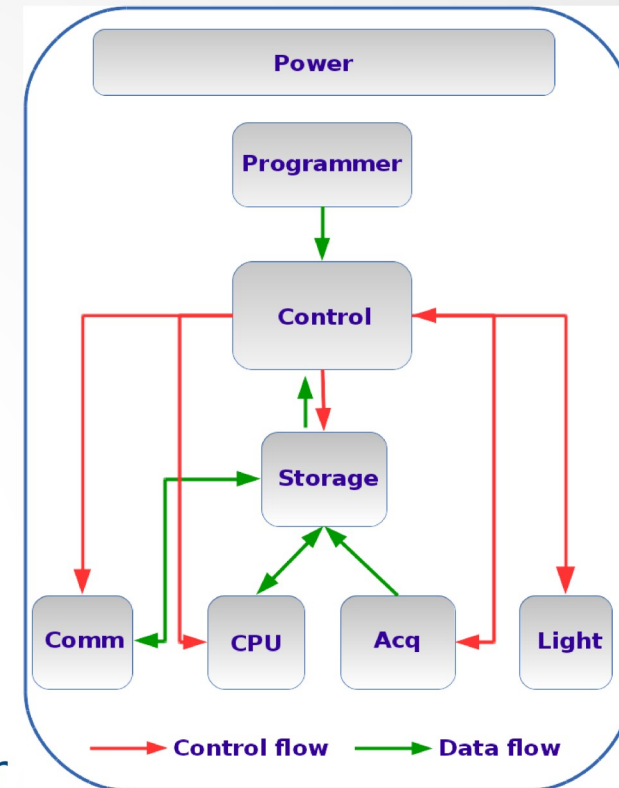 Power
Programmer
Control
Storage
Comm
CPU
Acq
Light
Control flow
Data flow